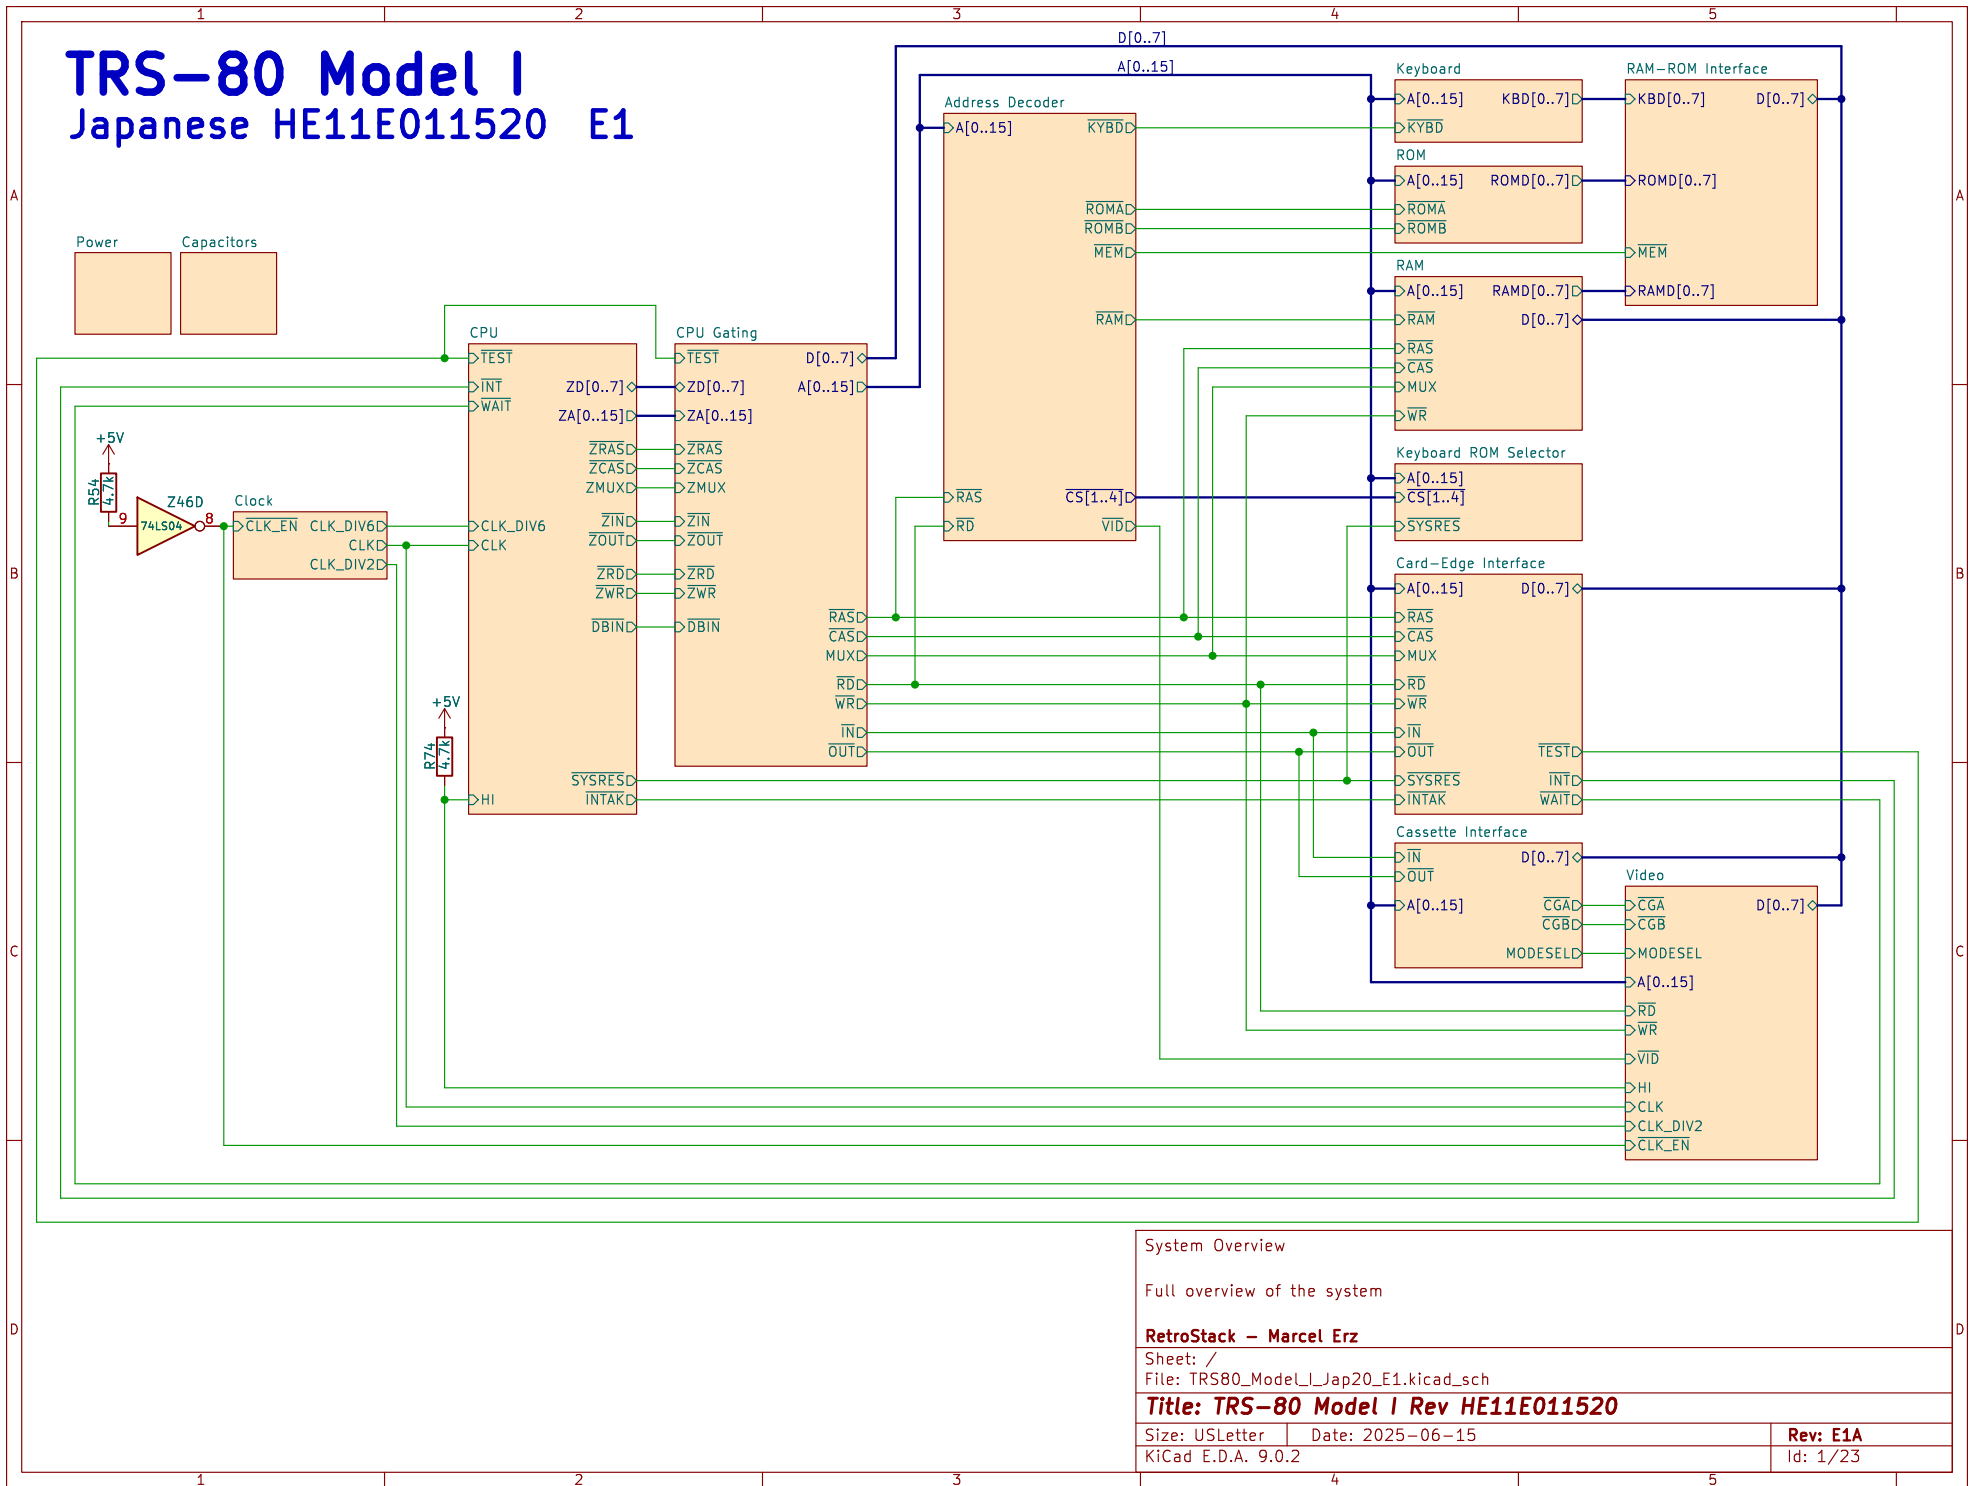 1 2 3 4 5
TRS-80 Model I
Japanese HE11E011520 E1
D[0..7]
A[0..15]
A
B
C
D
Power
Capacitors
+5V
R54
4.7k
9
Z46D
74LS04
8
Clock
CLK_EN CLK_DIV6
CLK
CLK_DIV2
+5V
R74
4.7k
CPU
TEST
INT ZD[0..7]
WAIT
ZA[0..15]
ZRAS
ZCAS
ZMUX
CLK_DIV6 ZIN
CLK ZOUT
ZRD
ZWR
DBIN
SYSRES
HI INTAK
CPU Gating
TEST D[0..7]
ZD[0..7] A[0..15]
ZA[0..15]
ZRAS
ZCAS
ZMUX
ZIN
ZOUT
ZRD
ZWR
RAS
DBIN CAS
MUX
RD
WR
IN
OUT
Address Decoder
A[0..15] KYBD
ROMA
ROMB
MEM
RAM
RAS CS[1..4]
RD VID
Keyboard
A[0..15] KBD[0..7]
KYBD
ROM
A[0..15] ROMD[0..7]
ROMA
ROMB
RAM
A[0..15] RAMD[0..7]
RAM D[0..7]
RAS
CAS
MUX
WR
RAM-ROM Interface
KBD[0..7] D[0..7]
ROMD[0..7]
MEM
RAMD[0..7]
Keyboard ROM Selector
A[0..15]
CS[1..4]
SYSRES
Card-Edge Interface
A[0..15] D[0..7]
RAS
CAS
MUX
RD
WR
IN
OUT TEST
SYSRES INT
INTAK WAIT
Cassette Interface
IN D[0..7]
OUT
A[0..15] CGA
CGB
MODESEL
Video
CGA D[0..7]
CGB
MODESEL
A[0..15]
RD
WR
VID
HI
CLK
CLK_DIV2
CLK_EN
A
B
C
D
System Overview
Full overview of the system
RetroStack - Marcel Erz
Sheet: /
File: TRS80_Model_I_Jap20_E1.kicad_sch
Title: TRS-80 Model I Rev HE11E011520
Size: USLetter Date: 2025-06-15 Rev: E1A
KiCad E.D.A. 9.0.2 Id: 1/23
1 2 3 4 5